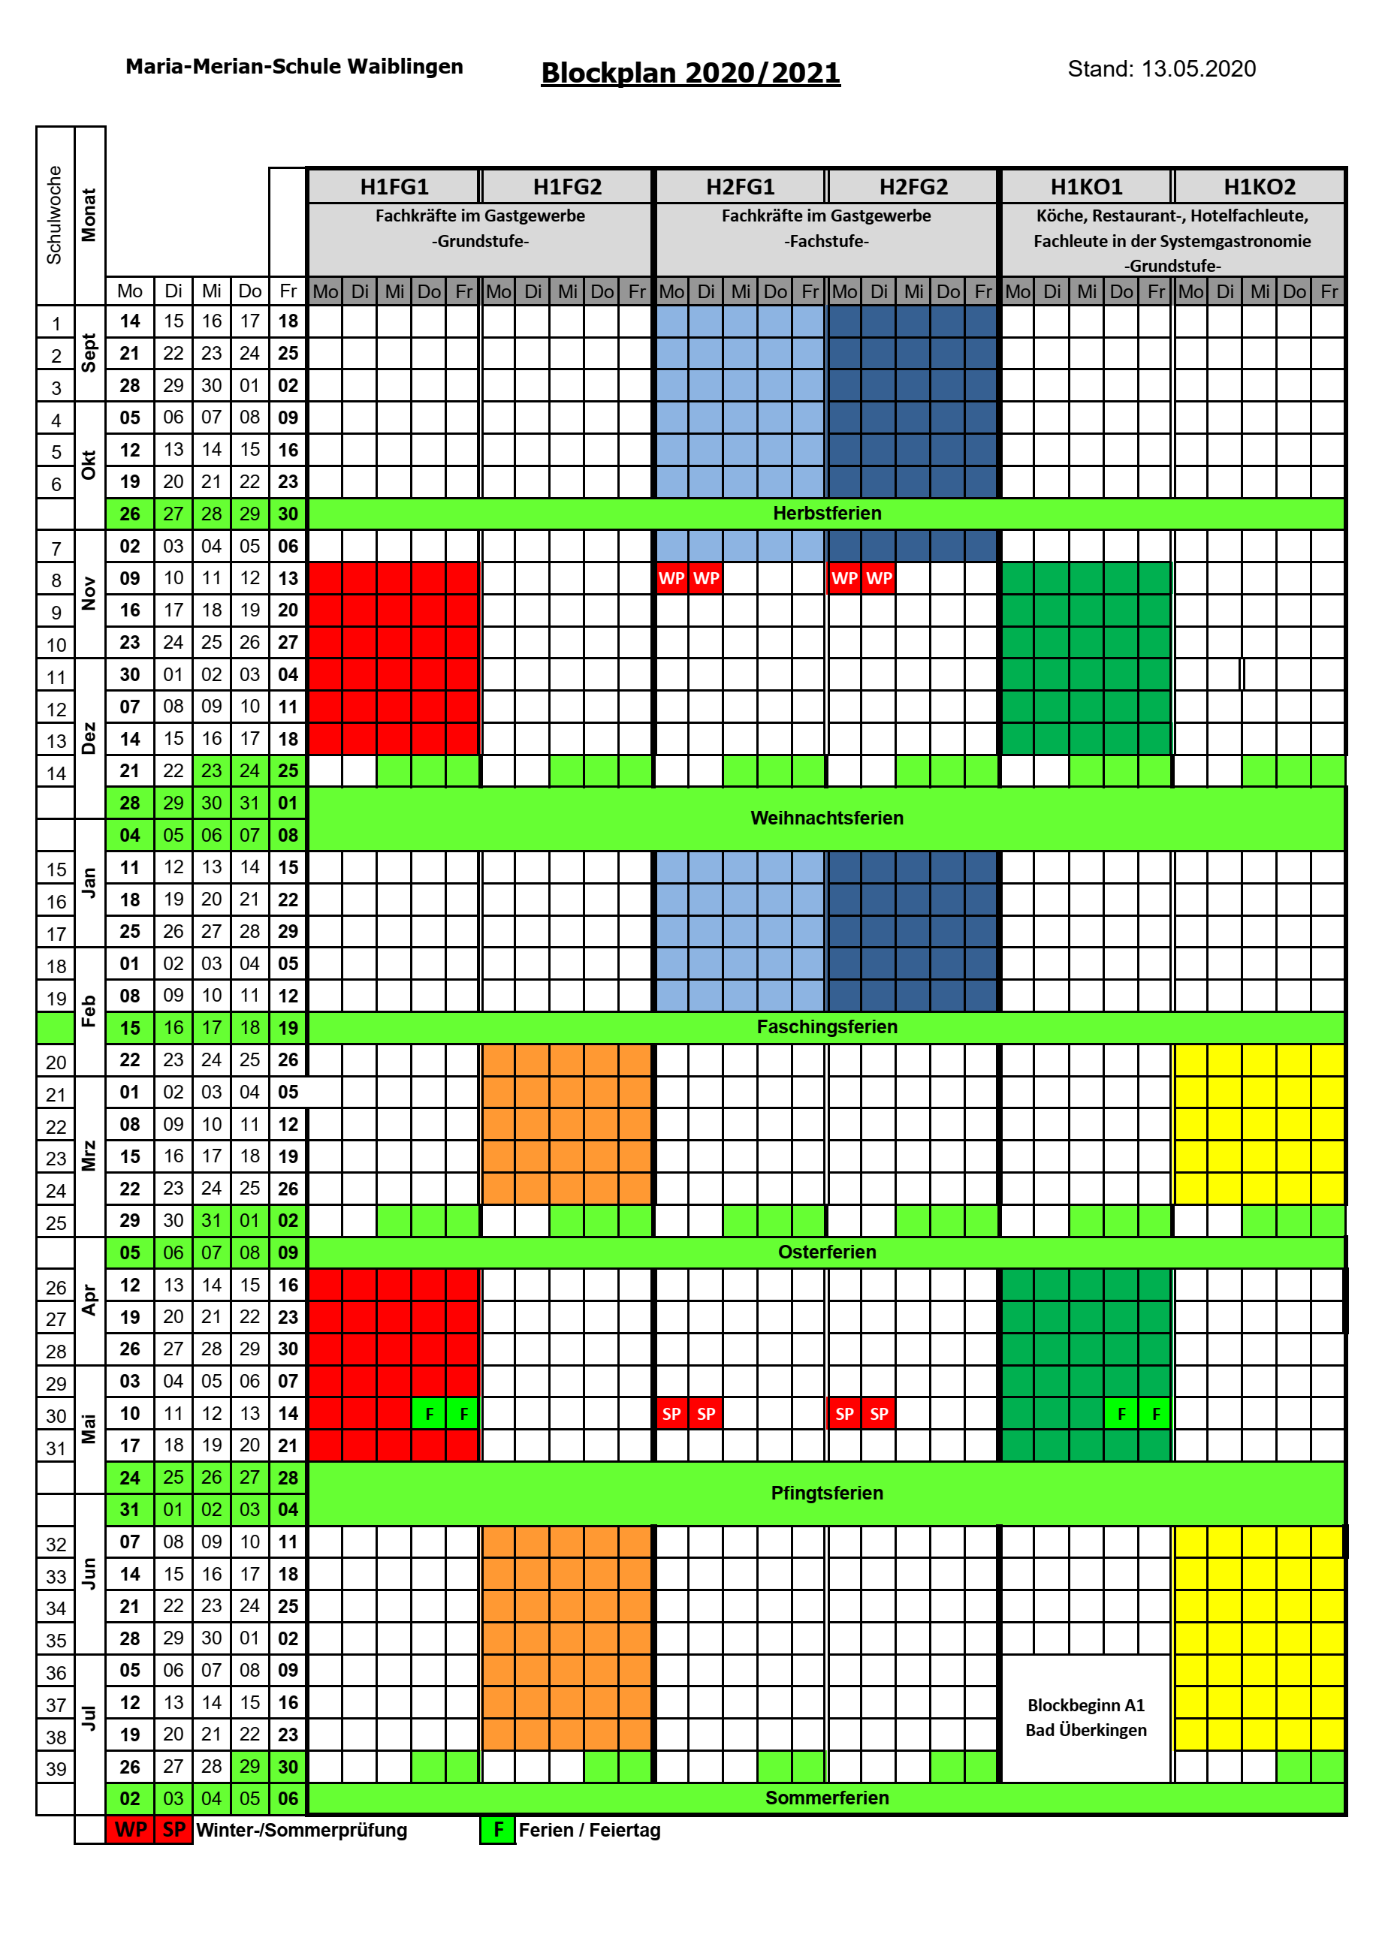 Maria-Merian-Schule Waiblingen Blockplan 2020/2021 Stand: 13.05.2020
Schulwoche Monat
H1FG1 H1FG2 H2FG1 H2FG2 H1KO1 H1KO2
Fachkräfte im Gastgewerbe Fachkräfte im Gastgewerbe Köche, Restaurant-, Hotelfachleute,
-Grundstufe- -Fachstufe- Fachleute in der Systemgastronomie
-Grundstufe-
Mo Di Mi Do Fr Mo Di Mi Do Fr Mo Di Mi Do Fr Mo Di Mi Do Fr Mo Di Mi Do Fr Mo Di Mi Do Fr Mo Di Mi Do Fr
Sept
1 14 15 16 17 18
2 21 22 23 24 25
3 28 29 30 01 02
Okt
4 05 06 07 08 09
5 12 13 14 15 16
6 19 20 21 22 23
26 27 28 29 30 Herbstferien
Nov
7 02 03 04 05 06
8 09 10 11 12 13 WP WP WP WP
9 16 17 18 19 20
10 23 24 25 26 27
Dez
11 30 01 02 03 04
12 07 08 09 10 11
13 14 15 16 17 18
14 21 22 23 24 25
28 29 30 31 01
Weihnachtsferien
Jan
04 05 06 07 08
15 11 12 13 14 15
16 18 19 20 21 22
17 25 26 27 28 29
Feb
18 01 02 03 04 05
19 08 09 10 11 12
15 16 17 18 19 Faschingsferien
20 22 23 24 25 26
Mrz
21 01 02 03 04 05
22 08 09 10 11 12
23 15 16 17 18 19
24 22 23 24 25 26
25 29 30 31 01 02
Apr
05 06 07 08 09 Osterferien
26 12 13 14 15 16
27 19 20 21 22 23
28 26 27 28 29 30
Mai
29 03 04 05 06 07
30 10 11 12 13 14 F F SP SP SP SP F F
31 17 18 19 20 21
24 25 26 27 28
Pfingtsferien
Jun
31 01 02 03 04
32 07 08 09 10 11
33 14 15 16 17 18
34 21 22 23 24 25
35 28 29 30 01 02
Jul
36 05 06 07 08 09
37 12 13 14 15 16 Blockbeginn A1
38 19 20 21 22 23 Bad Überkingen
39 26 27 28 29 30
02 03 04 05 06 Sommerferien
WP SP Winter-/Sommerprüfung F Ferien / Feiertag